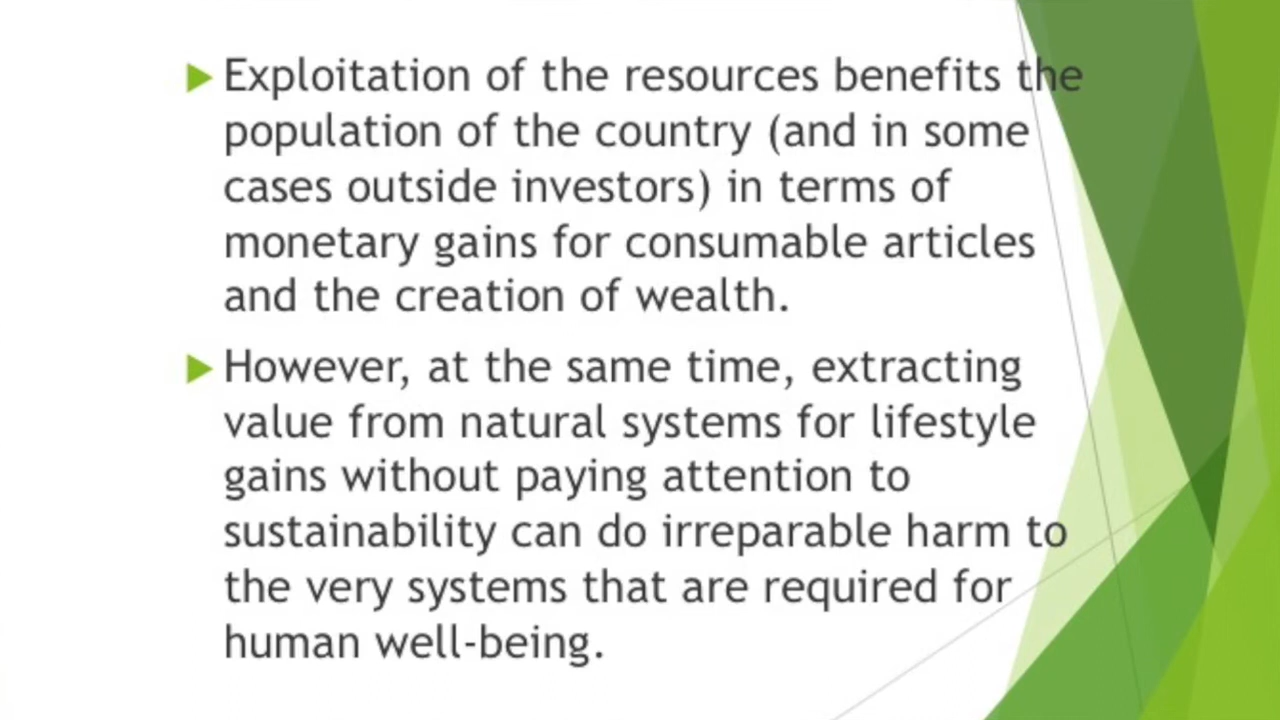 Exploitation of the resources benefits the
population of the country (and in some
cases outside investors) in terms of
monetary gains for consumable articles
and the creation of wealth.
However, at the same time, extracting
value from natural systems for lifestyle
gains without paying attention to
sustainability can do irreparable harm to
the very systems that are required for
human well-being.